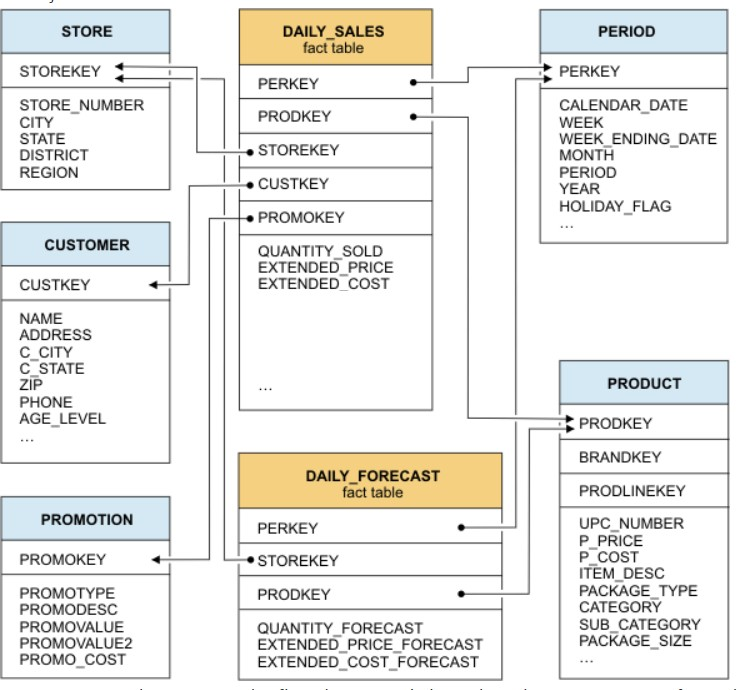 STORE
STOREKEY
STORE_NUMBER
CITY
STATE
DISTRICT
REGION
CUSTOMER
CUSTKEY
NAME
ADDRESS
C_CITY
C_STATE
ZIP
PHONE
AGE_LEVEL
...
PROMOTION
PROMOKEY
PROMOTYPE
PROMODESC
PROMOVALUE
PROMOVALUE2
PROMO_COST
DAILY_SALES
fact table
PERKEY
PRODKEY
STOREKEY
CUSTKEY
PROMOKEY
QUANTITY_SOLD
EXTENDED_PRICE
EXTENDED_COST
...
DAILY_FORECAST
fact table
PERKEY
STOREKEY
PRODKEY
QUANTITY_FORECAST
EXTENDED_PRICE_FORECAST
EXTENDED_COST_FORECAST
PERIOD
PERKEY
CALENDAR_DATE
WEEK
WEEK_ENDING_DATE
MONTH
PERIOD
YEAR
HOLIDAY_FLAG
...
PRODUCT
PRODKEY
BRANDKEY
PRODLINEKEY
UPC_NUMBER
P_PRICE
P_COST
ITEM_DESC
PACKAGE_TYPE
CATEGORY
SUB_CATEGORY
PACKAGE_SIZE
...